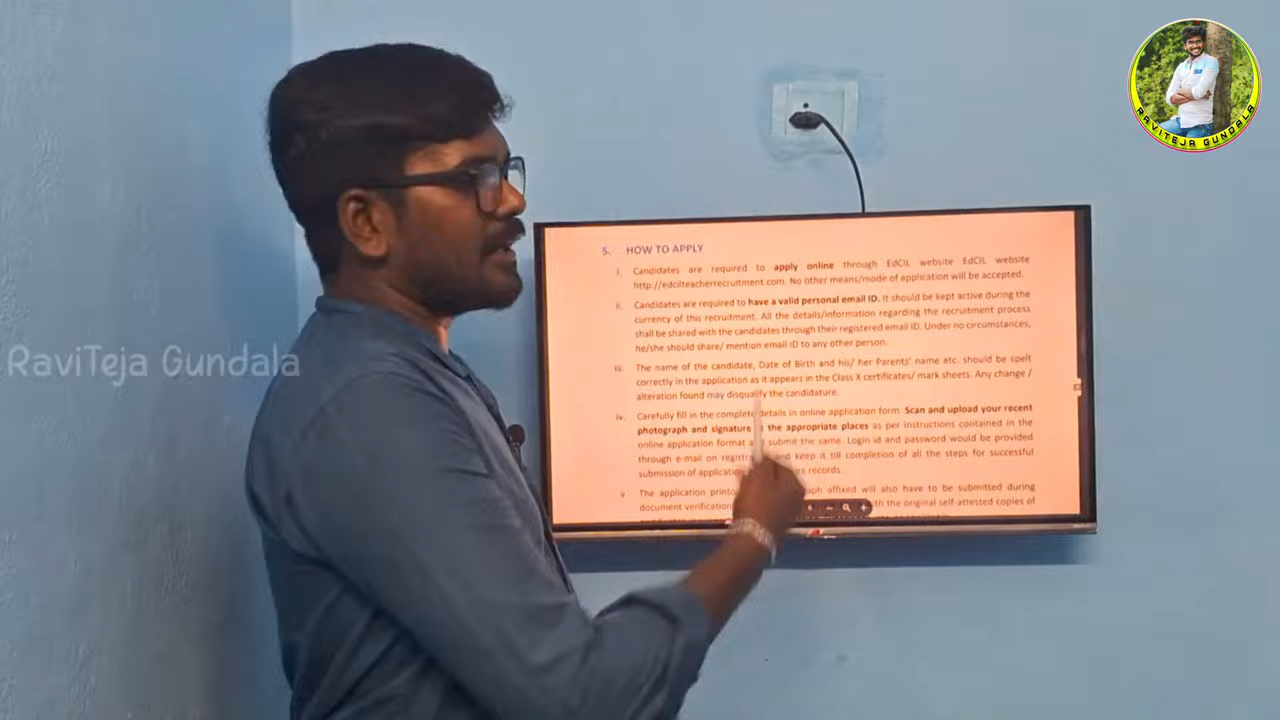 RAVITEJA GUNDALA
RaviTeja Gundala
5. HOW TO APPLY
i. Candidates are required to apply online through EdCIL website EdCIL website
http://edcilteacherrecruitment.com. No other means/mode of application will be accepted.
ii. Candidates are required to have a valid personal email ID. It should be kept active during the
currency of this recruitment. All the details/information regarding the recruitment process
shall be shared with the candidates through their registered email ID. Under no circumstances,
he/she should share/ mention email ID to any other person.
iii. The name of the candidate, Date of Birth and his/ her Parents' name etc. should be spelt
correctly in the application as it appears in the Class X certificates/ mark sheets. Any change /
alteration found may disqualify the candidature.
iv. Carefully fill in the complete details in online application form. Scan and upload your recent
photograph and signature the appropriate places as per instructions contained in the
online application format submit the same. Login id and password would be provided
through e-mail on and keep it till completion of all the steps for successful
submission of records.
v The application affixed will also have to be submitted during
document the original self-attested copies of